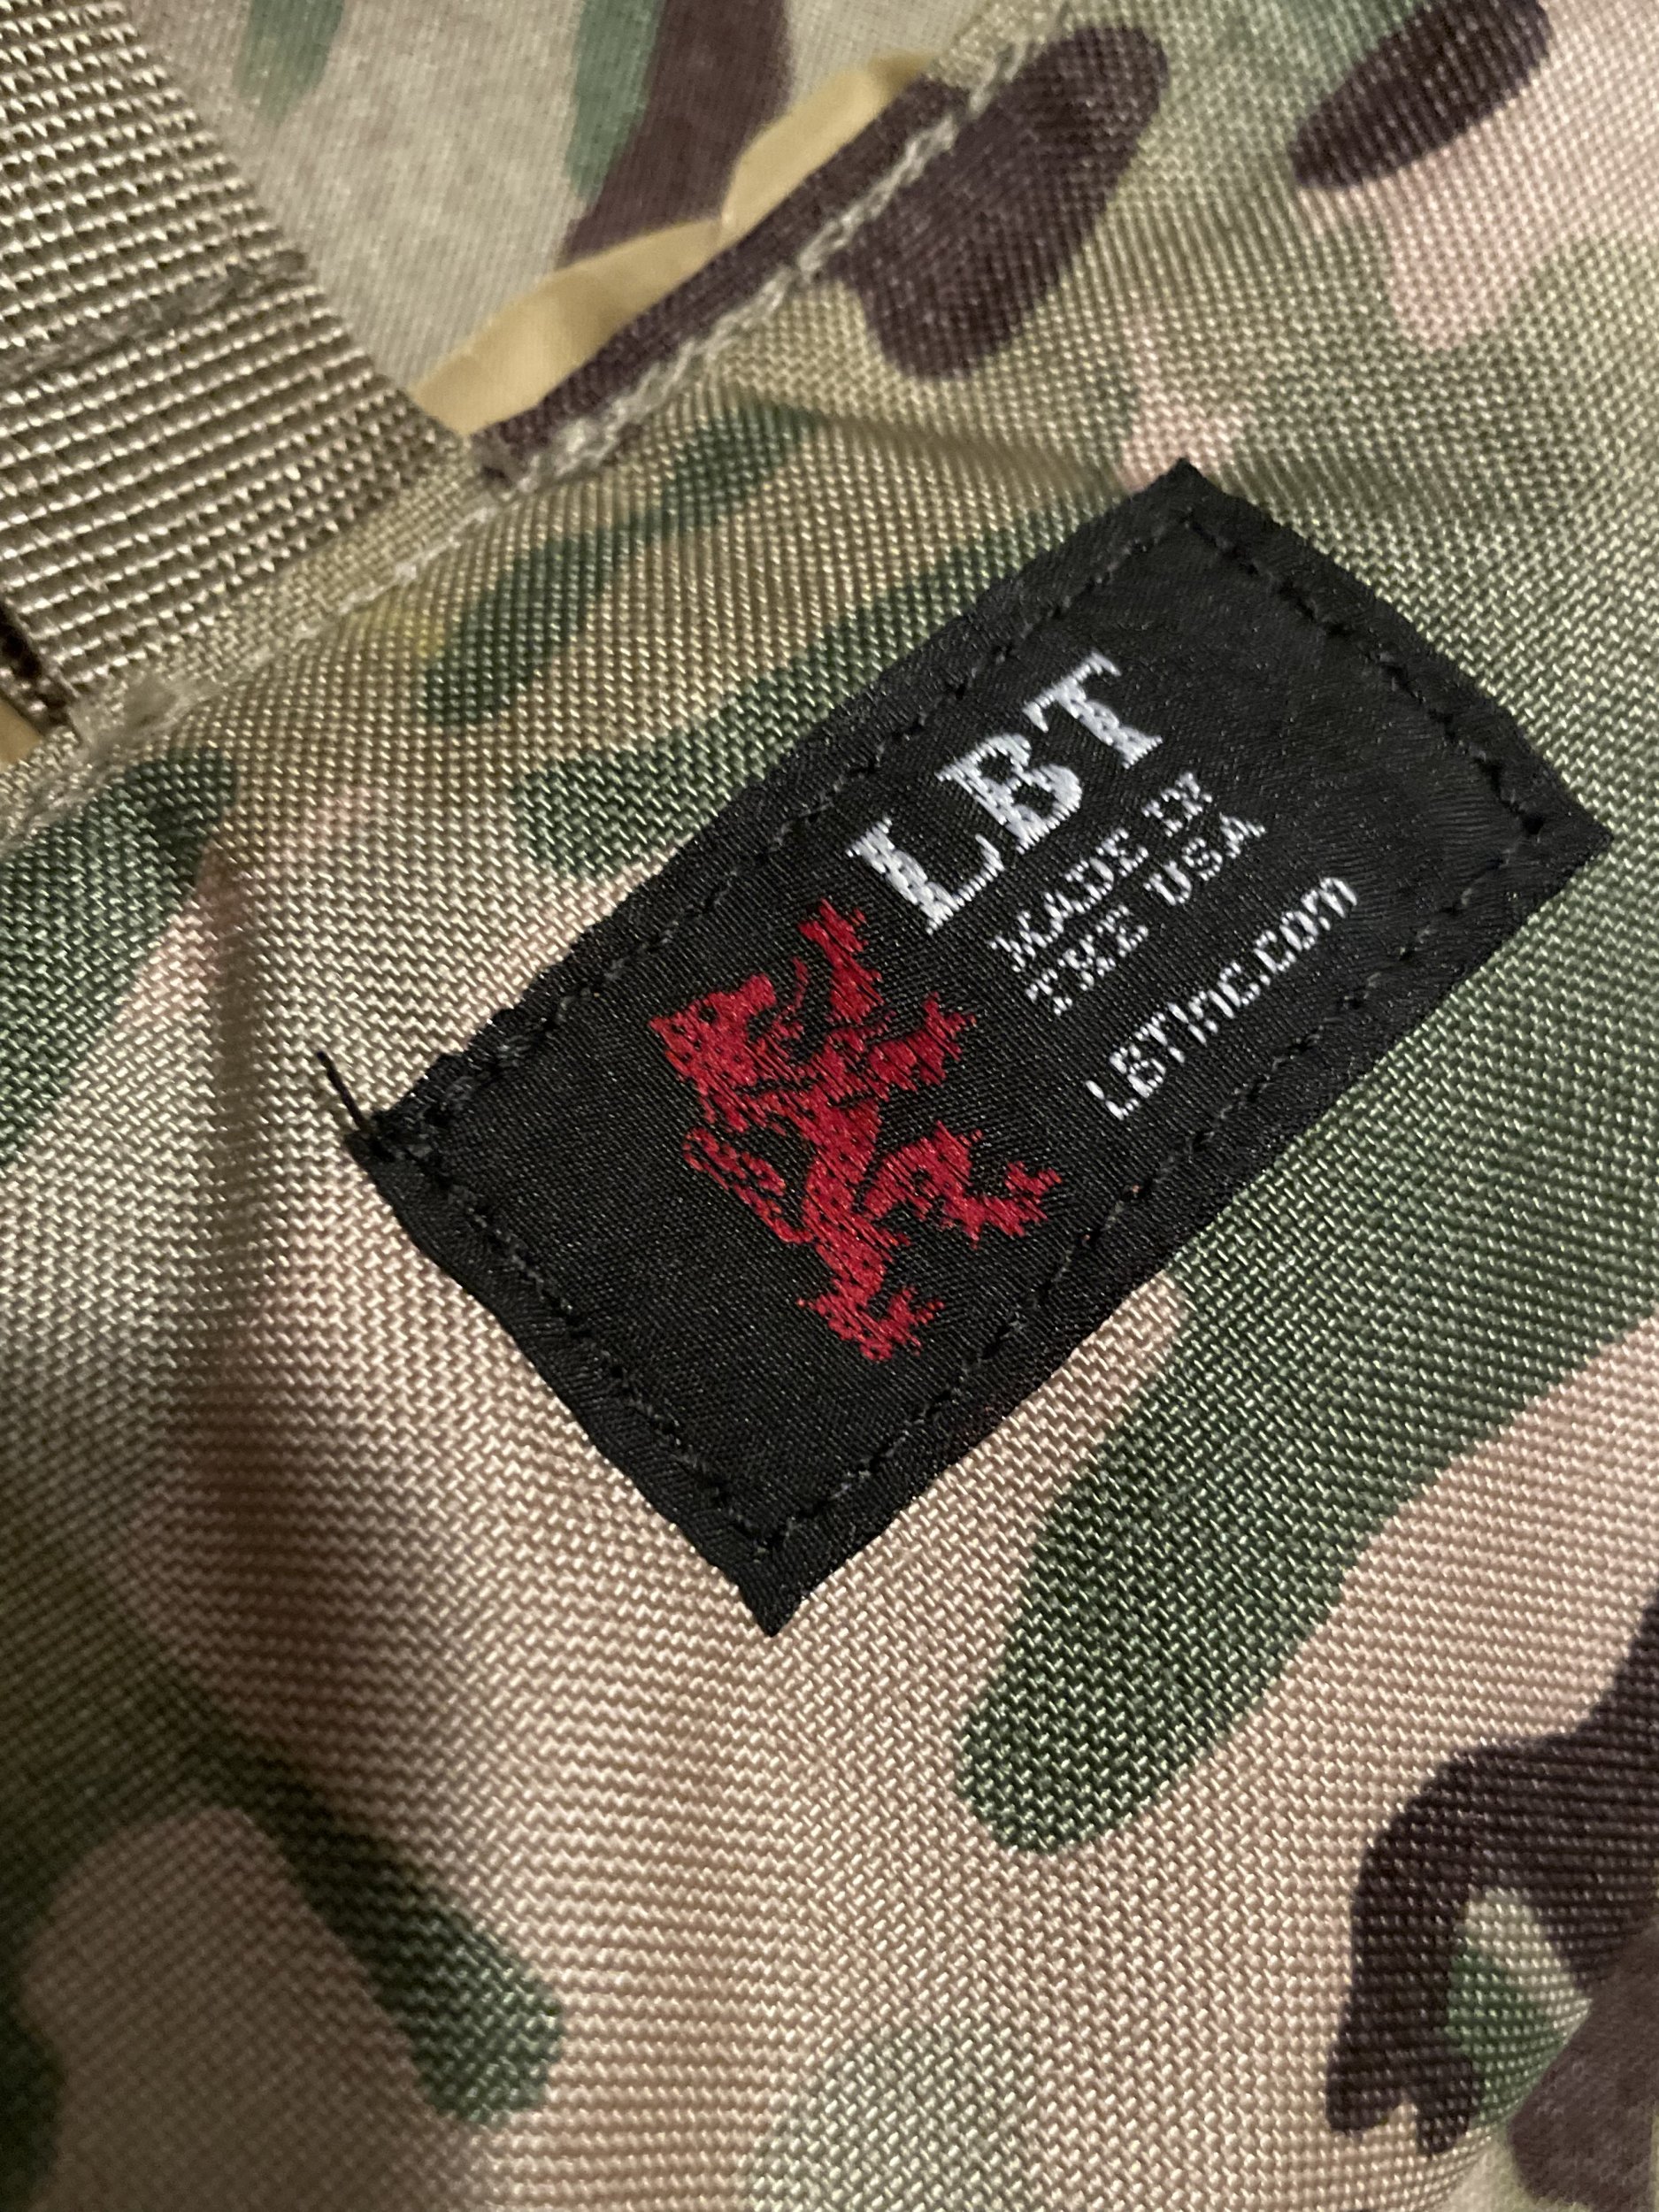 LBT
MADE IN
THE USA
LBTinc.com